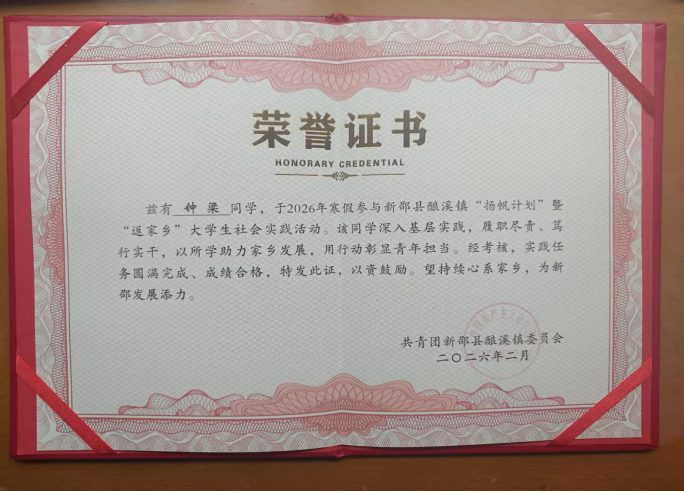 荣誉证书
HONORARY CREDENTIAL
兹有 钟 梁 同学，于2026年寒假参与新邵县酿溪镇“扬帆计划”暨
“返家乡”大学生社会实践活动。该同学深入基层实践，履职尽责、笃
行实干，以所学助力家乡发展，用行动彰显青年担当。经考核，实践任
务圆满完成、成绩合格，特发此证，以资鼓励。望持续心系家乡，为新
邵发展添力。
共青团新邵县酿溪镇委员会
二〇二六年二月